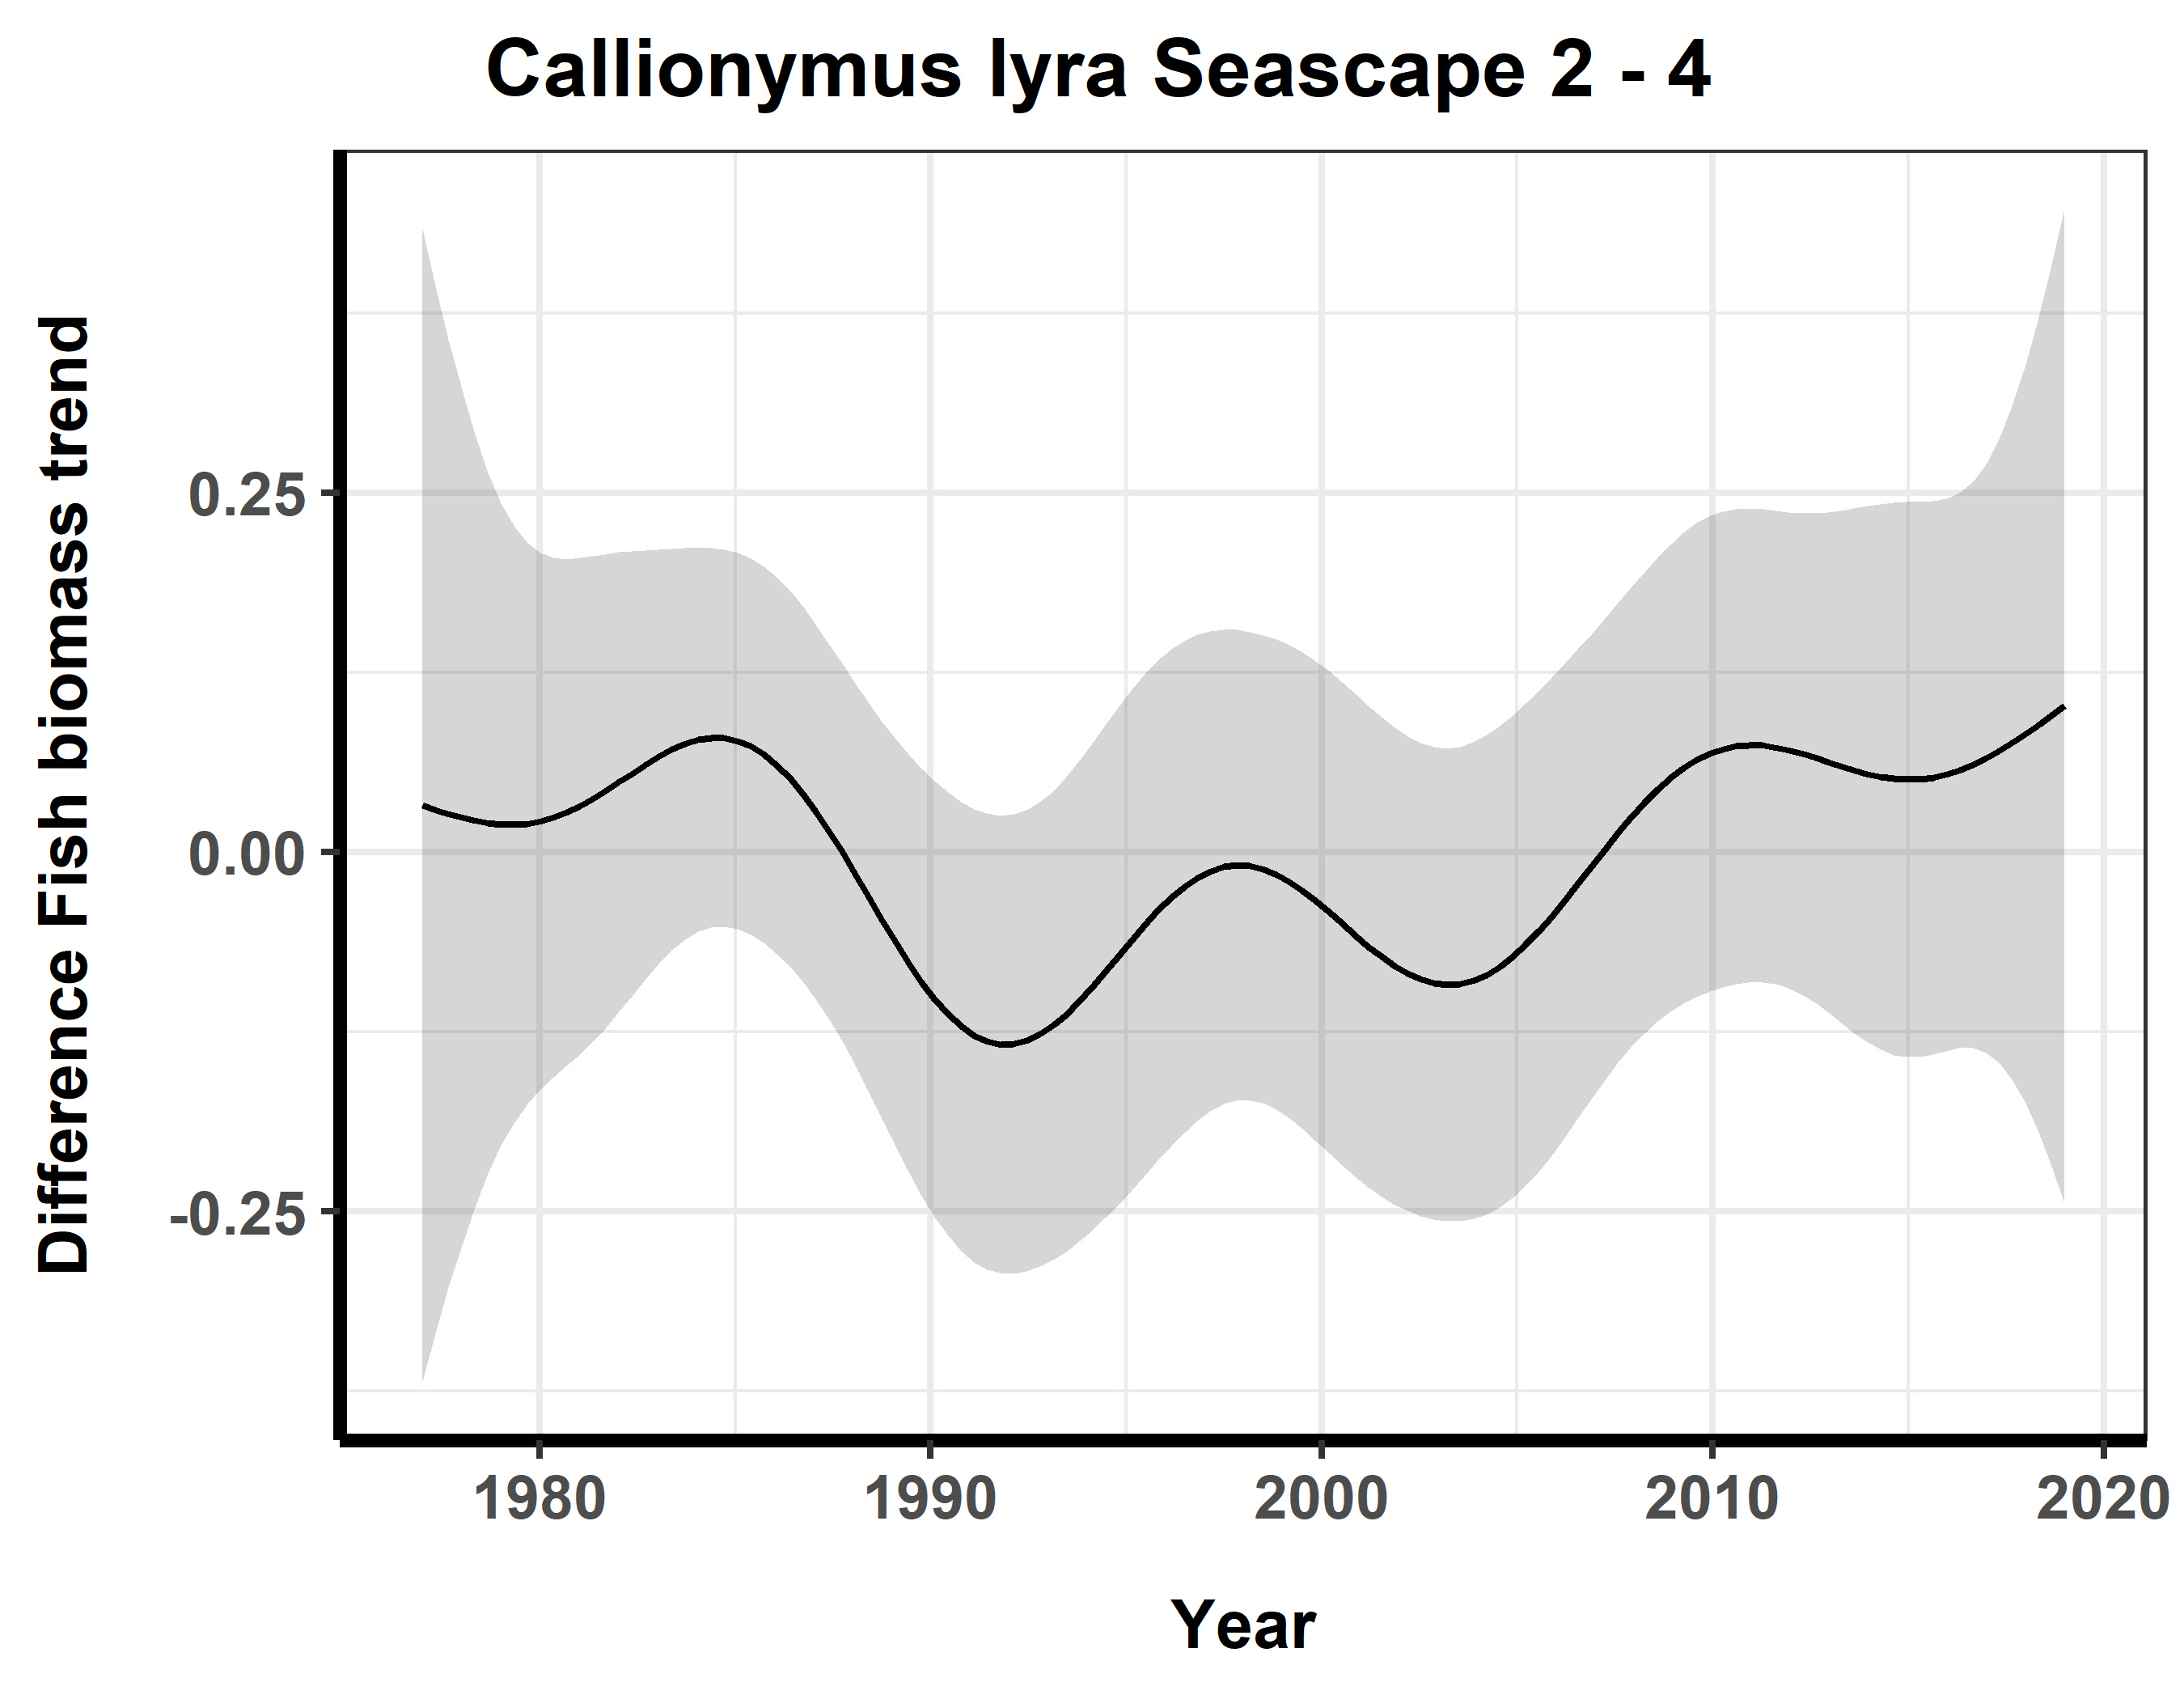 Callionymus lyra Seascape 2 - 4
Difference Fish biomass trend
0.25
0.00
-0.25
1980 1990 2000 2010 2020
Year